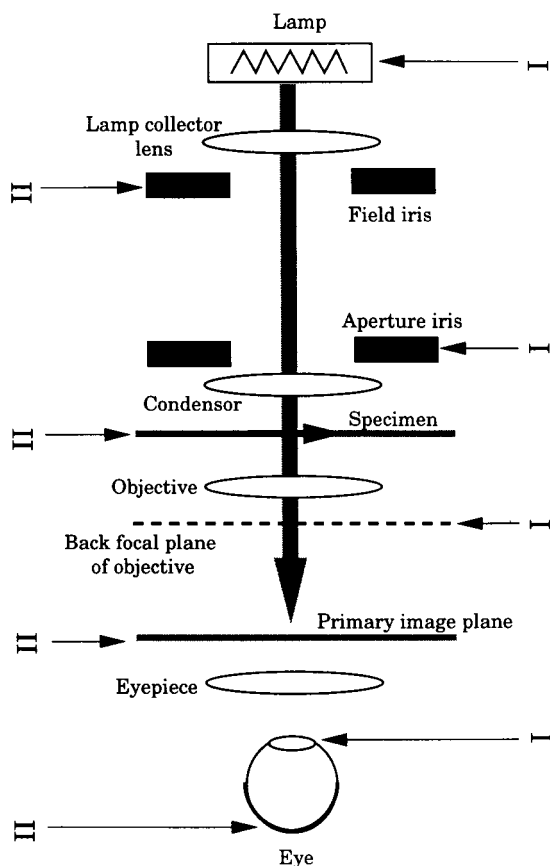 Lamp
I
Lamp collector
lens
II
Field iris
Aperture iris
I
Condensor
Specimen
II
Objective
I
Back focal plane
of objective
Primary image plane
II
Eyepiece
I
II
Eye